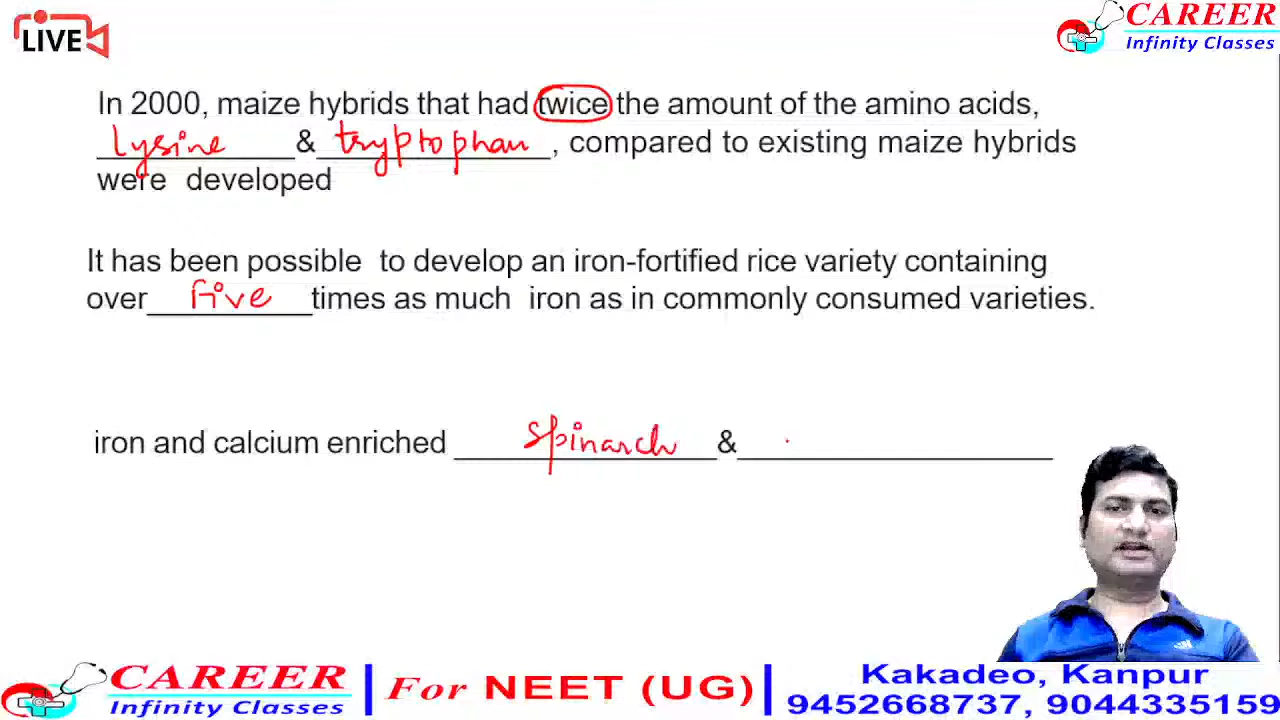 LIVE
CAREER
Infinity Classes
In 2000, maize hybrids that had twice the amount of the amino acids,
lysine & tryptophan, compared to existing maize hybrids
were developed
It has been possible to develop an iron-fortified rice variety containing
over five times as much iron as in commonly consumed varieties.
iron and calcium enriched spinarch &
CAREER
Infinity Classes
For NEET (UG)
Kakadeo, Kanpur
9452668737, 9044335159